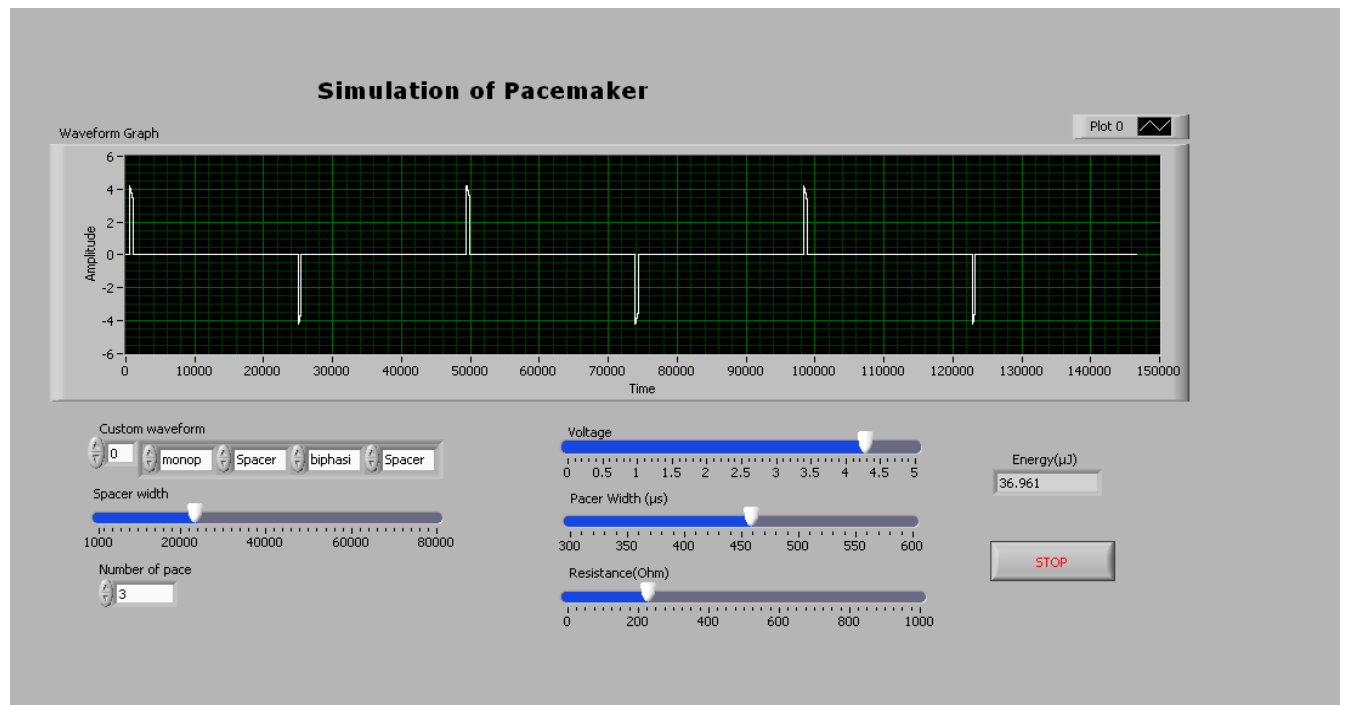 Simulation of Pacemaker
Plot 0
Waveform Graph
6
4
2
0
-2
-4
-6
Amplitude
0 10000 20000 30000 40000 50000 60000 70000 80000 90000 100000 110000 120000 130000 140000 150000
Time
Custom waveform
0 monop Spacer biphasi Spacer
Spacer width
1000 20000 40000 60000 80000
Number of pace
3
Voltage
0 0.5 1 1.5 2 2.5 3 3.5 4 4.5 5
Pacer Width (µs)
300 350 400 450 500 550 600
Resistance(Ohm)
0 200 400 600 800 1000
Energy(µJ)
36.961
STOP